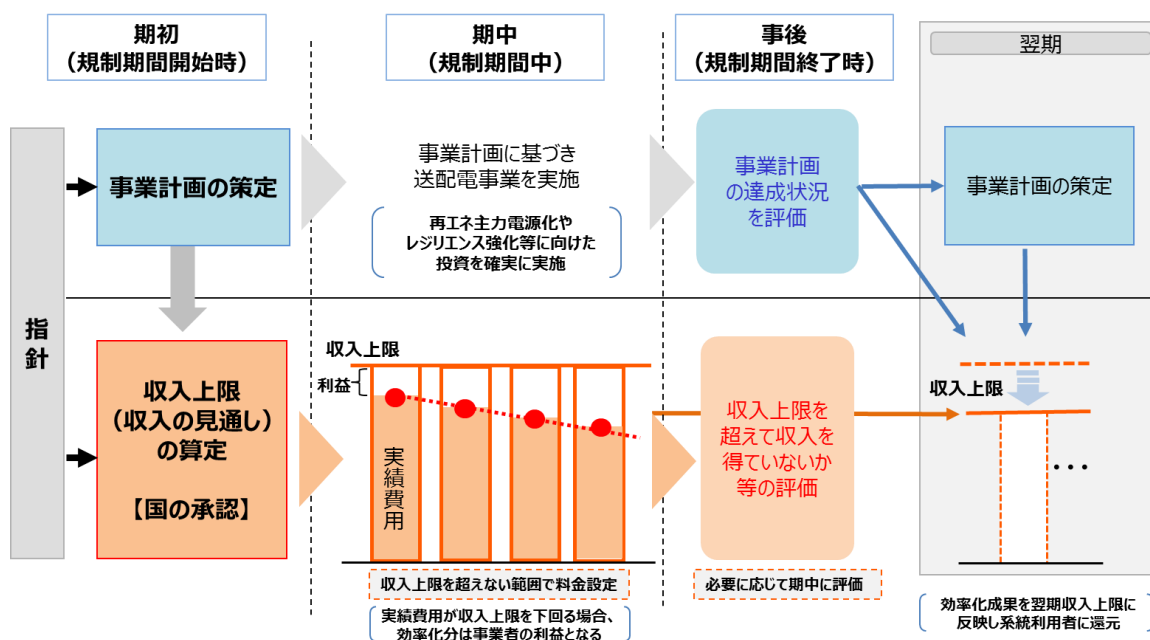 期初
（規制期間開始時）
期中
（規制期間中）
事後
（規制期間終了時）
翌期
指針
事業計画の策定
事業計画に基づき
送配電事業を実施
再エネ主力電源化や
レジリエンス強化等に向けた
投資を確実に実施
事業計画
の達成状況
を評価
事業計画の策定
収入上限
（収入の見通し）
の算定
【国の承認】
収入上限
利益
実績費用
収入上限を超えない範囲で料金設定
実績費用が収入上限を下回る場合、
効率化分は事業者の利益となる
収入上限を
超えて収入を
得ていないか
等の評価
必要に応じて期中に評価
収入上限
・・・
効率化成果を翌期収入上限に
反映し系統利用者に還元